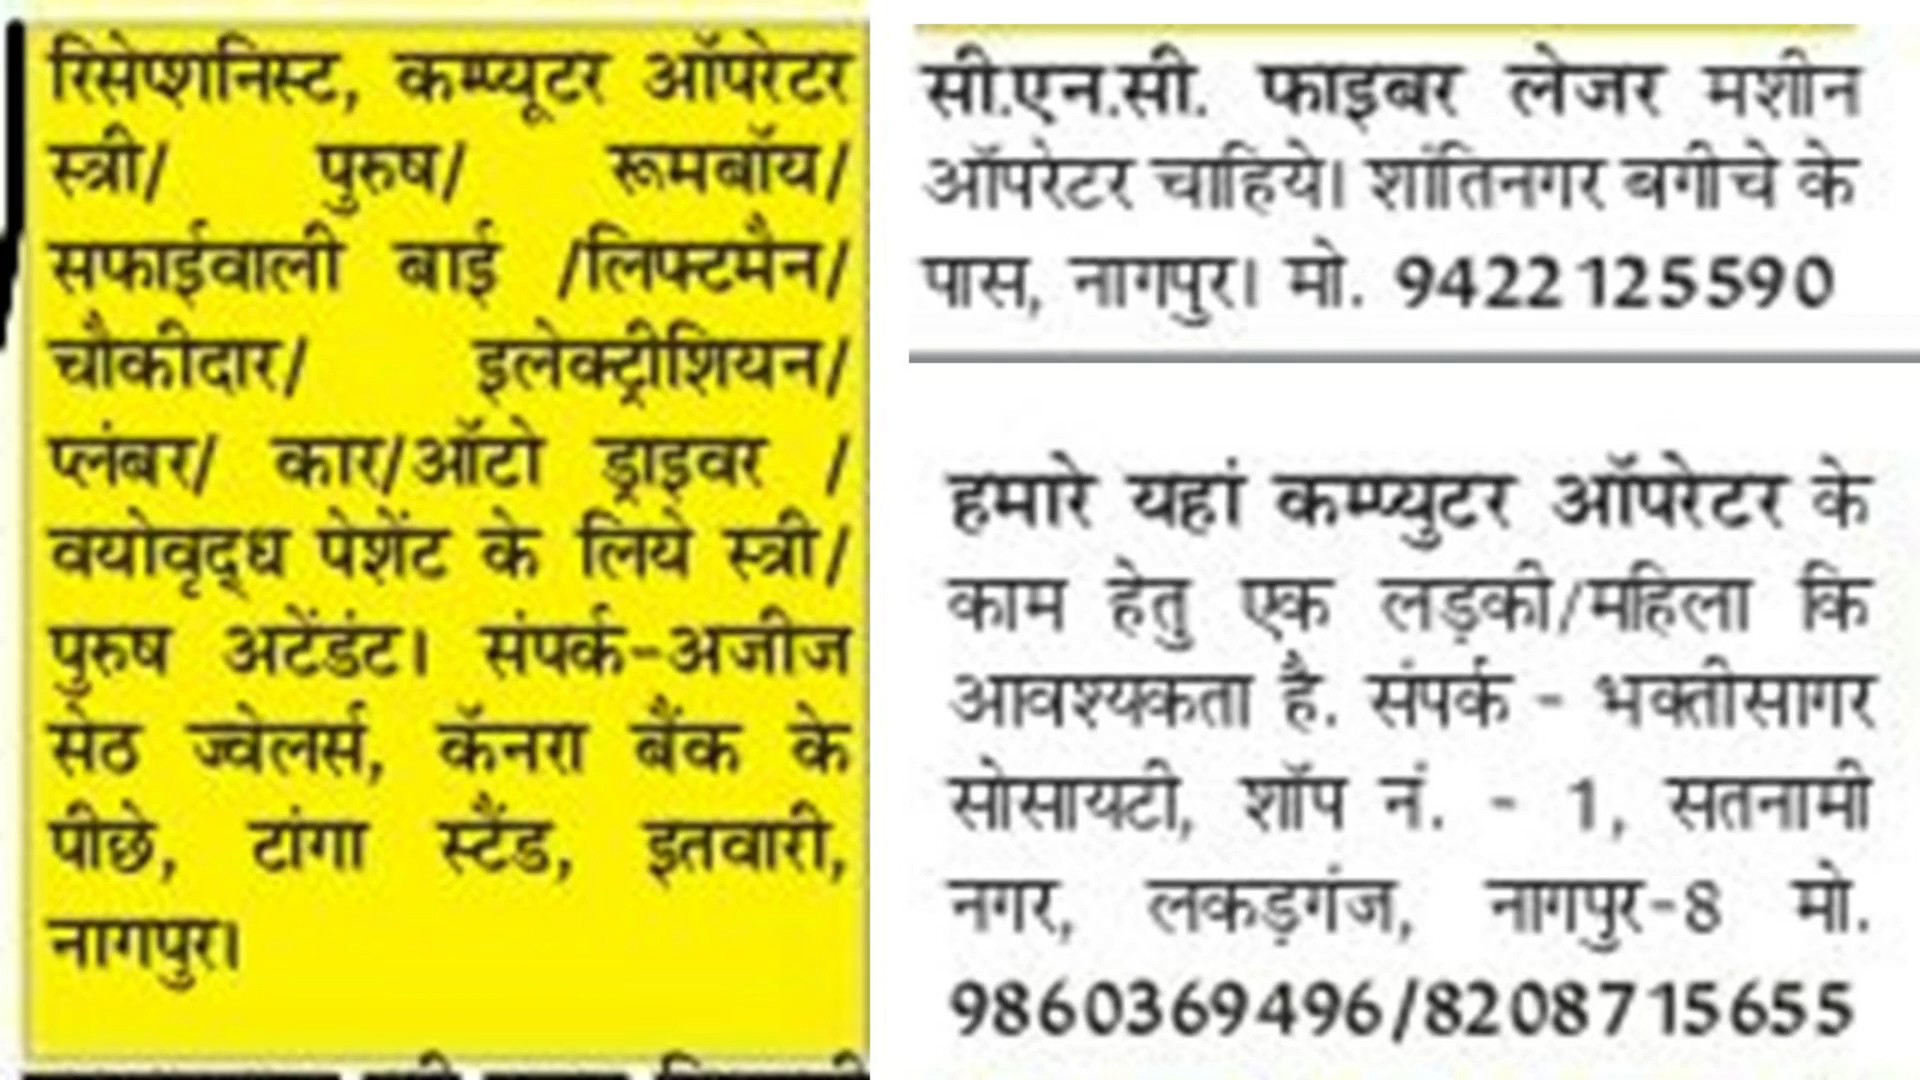 रिसेप्शनिस्ट, कम्प्यूटर ऑपरेटर
स्त्री/ पुरुष/ रूमबॉय/
सफाईवाली बाई /लिफ्टमैन/
चौकीदार/ इलेक्ट्रीशियन/
प्लंबर/ कार/ऑटो ड्राइवर /
वयोवृद्ध पेशेंट के लिये स्त्री/
पुरुष अटेंडंट। संपर्क-अजीज
सेठ ज्वेलर्स, कॅनरा बैंक के
पीछे, टांगा स्टैंड, इतवारी,
नागपुर।
सी.एन.सी. फाइबर लेजर मशीन
ऑपरेटर चाहिये। शांतिनगर बगीचे के
पास, नागपुर। मो. 9422125590
हमारे यहां कम्प्युटर ऑपरेटर के
काम हेतु एक लड़की/महिला कि
आवश्यकता है. संपर्क - भक्तीसागर
सोसायटी, शॉप नं. - 1, सतनामी
नगर, लकड़गंज, नागपुर-8 मो.
9860369496/8208715655